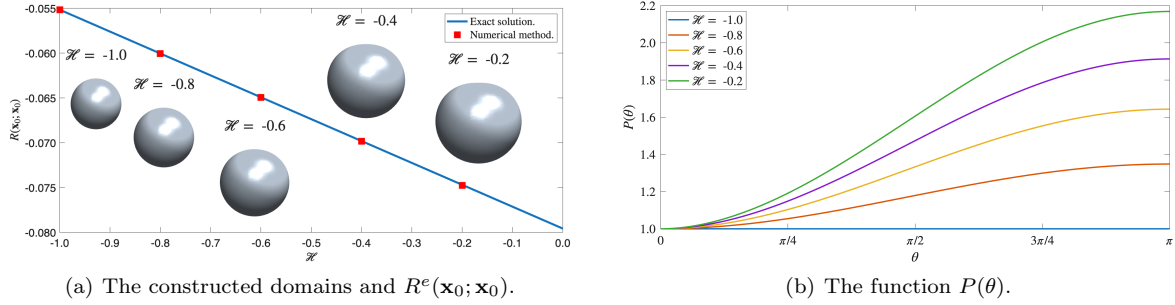 -0.055
-0.060
-0.065
-0.070
-0.075
-0.080
R(x₀; x₀)
-1.0 -0.9 -0.8 -0.7 -0.6 -0.5 -0.4 -0.3 -0.2 -0.1 0.0
ℋ
ℋ = -1.0
ℋ = -0.8
ℋ = -0.6
ℋ = -0.4
ℋ = -0.2
Exact solution.
Numerical method.
(a) The constructed domains and Rᵉ(x₀; x₀).
2.2
2.0
1.8
1.6
1.4
1.2
1.0
P(θ)
0 π/4 π/2 3π/4 π
θ
ℋ = -1.0
ℋ = -0.8
ℋ = -0.6
ℋ = -0.4
ℋ = -0.2
(b) The function P(θ).